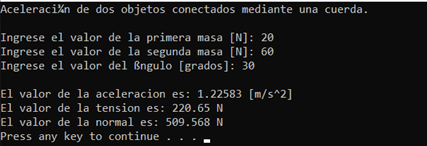 Aceleraci¾n de dos objetos conectados mediante una cuerda.
Ingrese el valor de la primera masa [N]: 20
Ingrese el valor de la segunda masa [N]: 60
Ingrese el valor del ßngulo [grados]: 30
El valor de la aceleracion es: 1.22583 [m/s^2]
El valor de la tension es: 220.65 N
El valor de la normal es: 509.568 N
Press any key to continue . . .